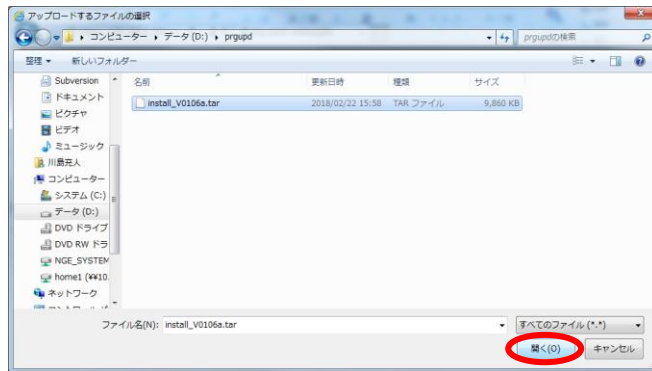 アップロードするファイルの選択
コンピューター ▸ データ (D:) ▸ prgupd
prgupdの検索
整理 ▼ 新しいフォルダー
名前 更新日時 種類 サイズ
install_V0106a.tar 2018/02/22 15:58 TAR ファイル 9,860 KB
Subversion
ドキュメント
ピクチャ
ビデオ
ミュージック
川島克人
コンピューター
システム (C:)
データ (D:)
DVD ドライブ
DVD RW ドラ
NGE_SYSTEM
home1 (¥¥10.
ネットワーク
ファイル名(N): install_V0106a.tar
すべてのファイル (*.*)
開く(O) キャンセル